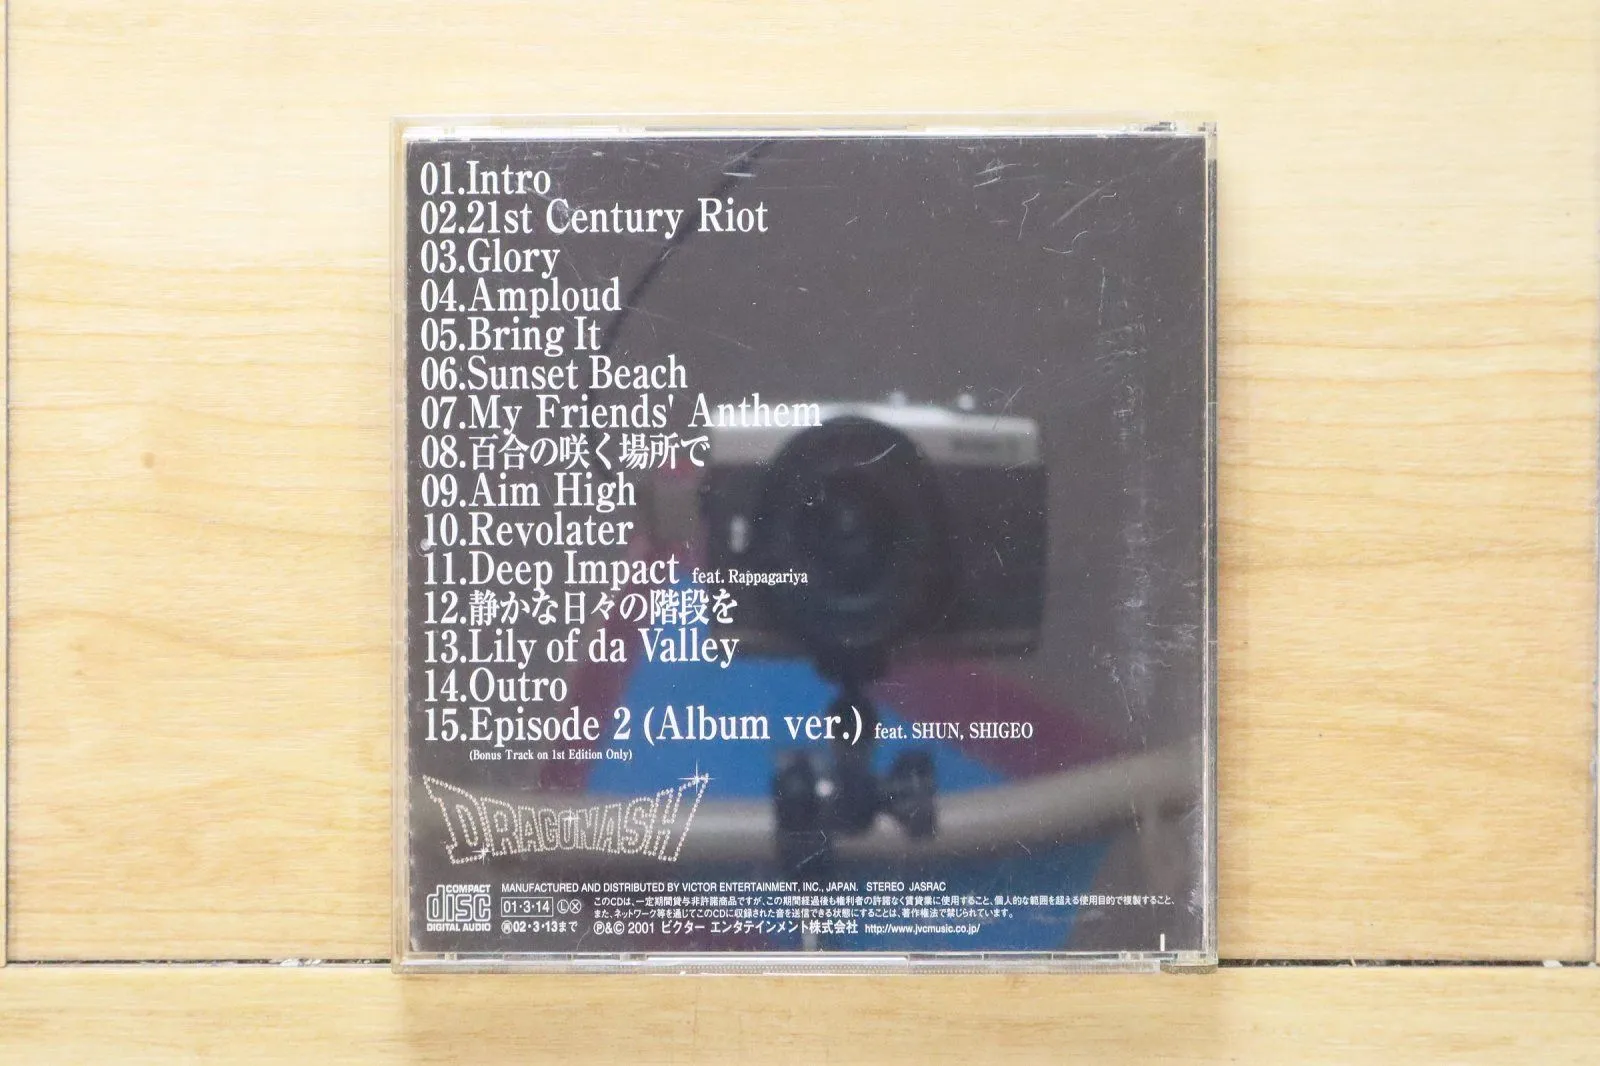 01.Intro
02.21st Century Riot
03.Glory
04.Amploud
05.Bring It
06.Sunset Beach
07.My Friends' Anthem
08.百合の咲く場所で
09.Aim High
10.Revolater
11.Deep Impact feat. Rappagariya
12.静かな日々の階段を
13.Lily of da Valley
14.Outro
15.Episode 2 (Album ver.) feat. SHUN, SHIGEO
(Bonus Track on 1st Edition Only)
DRAGONASH
COMPACT
disc
DIGITAL AUDIO
MANUFACTURED AND DISTRIBUTED BY VICTOR ENTERTAINMENT, INC., JAPAN. STEREO JASRAC
01・3・14 ⓁⓍ
このCDは、一定期間貸与非許諾商品ですが、この期間経過後も権利者の許諾なく賃貸業に使用すること、個人的な範囲を超える使用目的で複製すること、
また、ネットワーク等を通じてこのCDに収録された音を送信できる状態にすることは、著作権法で禁じられています。
㋐02・3・13まで
Ⓟ&© 2001 ビクター エンタテインメント株式会社 http://www.jvcmusic.co.jp/